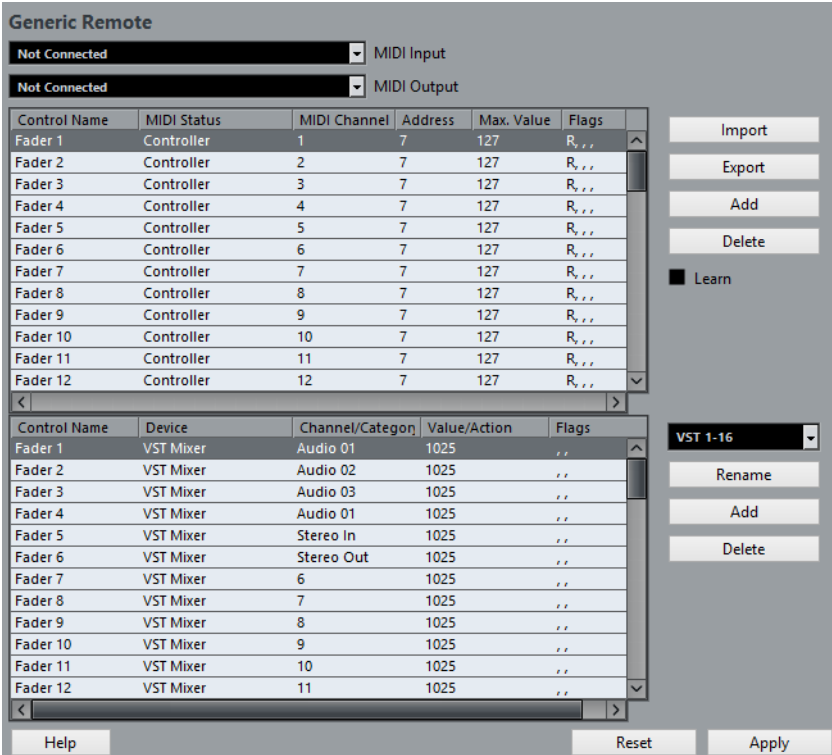 Generic Remote
Not Connected MIDI Input
Not Connected MIDI Output
Control Name MIDI Status MIDI Channel Address Max. Value Flags
Fader 1 Controller 1 7 127 R, , ,
Fader 2 Controller 2 7 127 R, , ,
Fader 3 Controller 3 7 127 R, , ,
Fader 4 Controller 4 7 127 R, , ,
Fader 5 Controller 5 7 127 R, , ,
Fader 6 Controller 6 7 127 R, , ,
Fader 7 Controller 7 7 127 R, , ,
Fader 8 Controller 8 7 127 R, , ,
Fader 9 Controller 9 7 127 R, , ,
Fader 10 Controller 10 7 127 R, , ,
Fader 11 Controller 11 7 127 R, , ,
Fader 12 Controller 12 7 127 R, , ,
Import
Export
Add
Delete
Learn
Control Name Device Channel/Categor Value/Action Flags
Fader 1 VST Mixer Audio 01 1025 , ,
Fader 2 VST Mixer Audio 02 1025 , ,
Fader 3 VST Mixer Audio 03 1025 , ,
Fader 4 VST Mixer Audio 01 1025 , ,
Fader 5 VST Mixer Stereo In 1025 , ,
Fader 6 VST Mixer Stereo Out 1025 , ,
Fader 7 VST Mixer 6 1025 , ,
Fader 8 VST Mixer 7 1025 , ,
Fader 9 VST Mixer 8 1025 , ,
Fader 10 VST Mixer 9 1025 , ,
Fader 11 VST Mixer 10 1025 , ,
Fader 12 VST Mixer 11 1025 , ,
VST 1-16
Rename
Add
Delete
Help Reset Apply